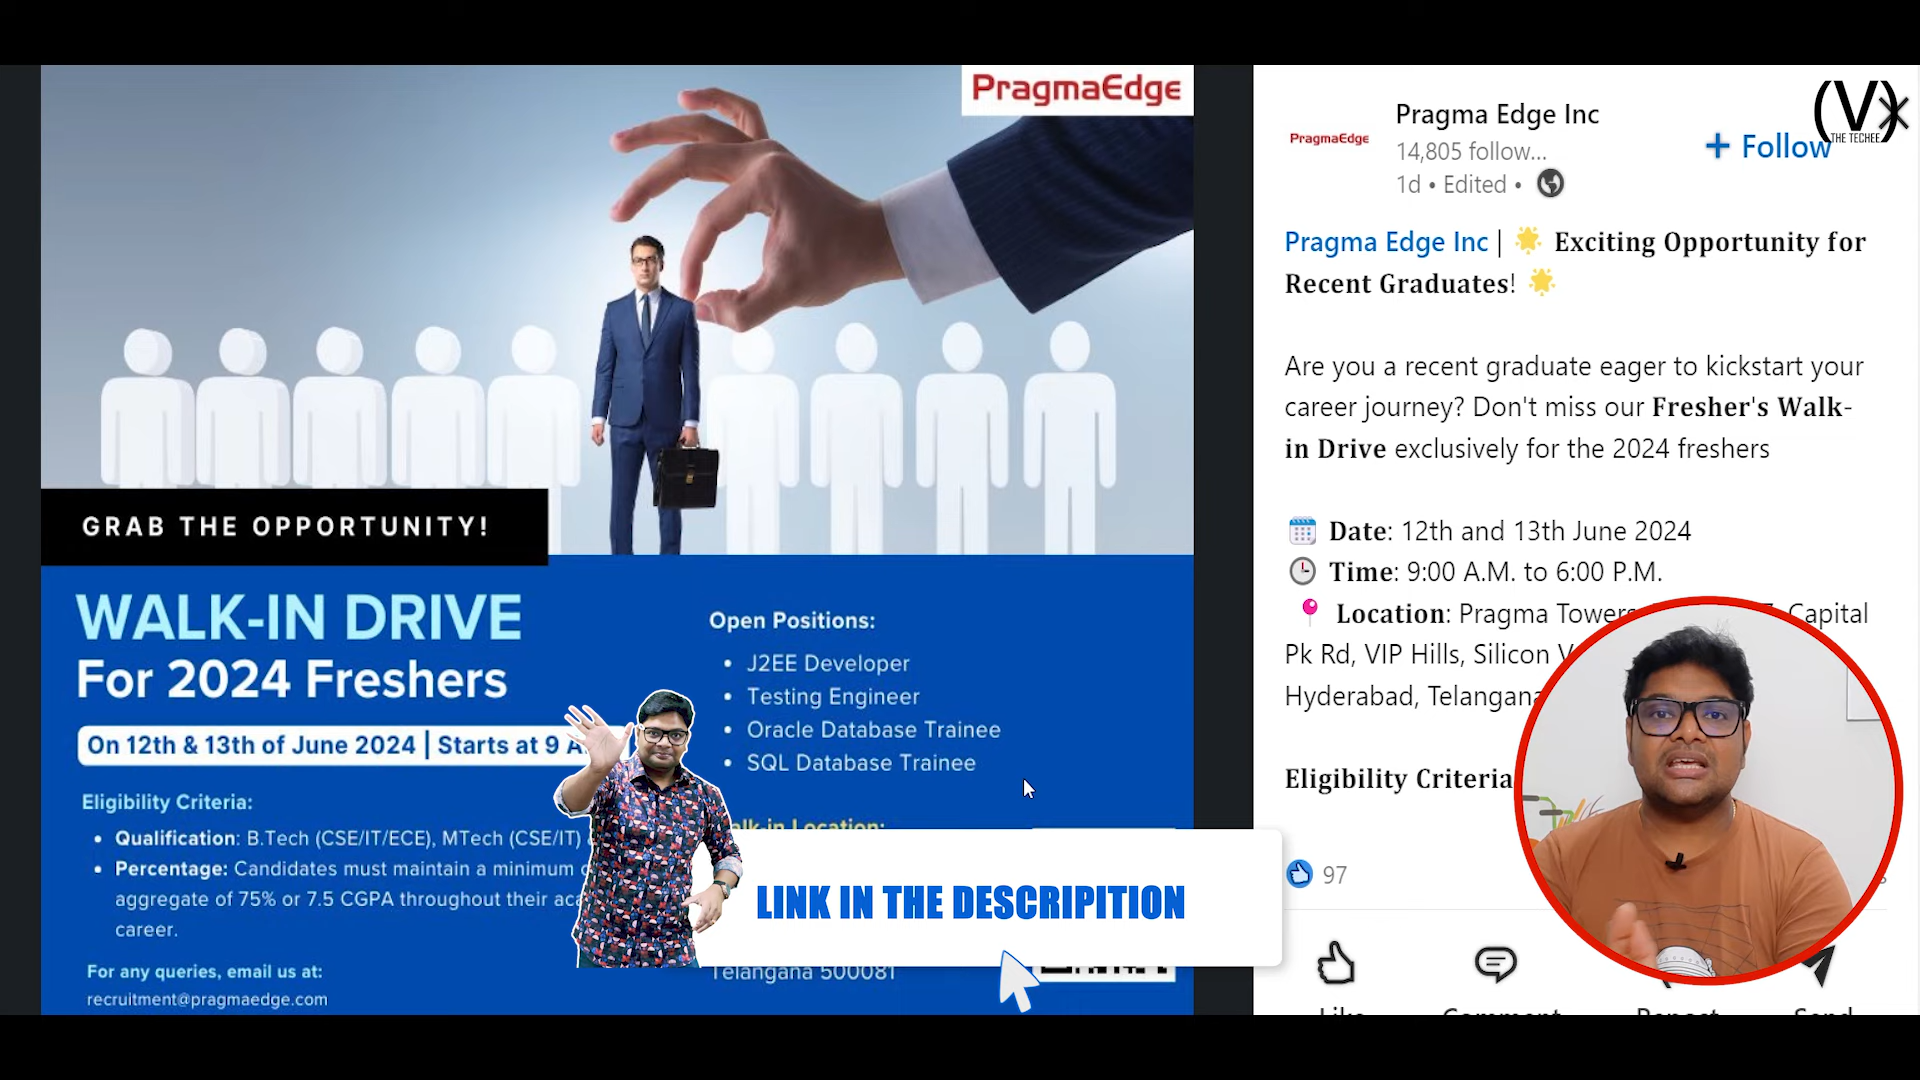 PragmaEdge
GRAB THE OPPORTUNITY!
WALK-IN DRIVE
For 2024 Freshers
On 12th & 13th of June 2024 | Starts at 9 A
Eligibility Criteria:
• Qualification: B.Tech (CSE/IT/ECE), MTech (CSE/IT)
• Percentage: Candidates must maintain a minimum
aggregate of 75% or 7.5 CGPA throughout their
career.
For any queries, email us at:
recruitment@pragmaedge.com
Open Positions:
• J2EE Developer
• Testing Engineer
• Oracle Database Trainee
• SQL Database Trainee
Location:
Telangana 500081
LINK IN THE DESCRIPITION
PragmaEdge
Pragma Edge Inc
14,805 follow...
1d • Edited •
+ Follow
(V)
THE TECHEE
Pragma Edge Inc | 🌟 Exciting Opportunity for
Recent Graduates! 🌟
Are you a recent graduate eager to kickstart your
career journey? Don't miss our Fresher's Walk-
in Drive exclusively for the 2024 freshers
🗓️ Date: 12th and 13th June 2024
🕒 Time: 9:00 A.M. to 6:00 P.M.
📍 Location: Pragma Towers Capital
Pk Rd, VIP Hills, Silicon
Hyderabad, Telangana
Eligibility Criteria
97
Like
Comment
Repost
Send